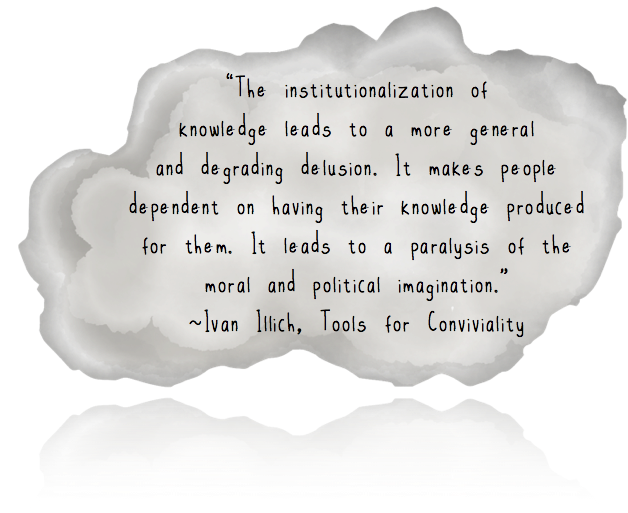 “The institutionalization of
knowledge leads to a more general
and degrading delusion. It makes people
dependent on having their knowledge produced
for them. It leads to a paralysis of the
moral and political imagination.”
~Ivan Illich, Tools for Conviviality